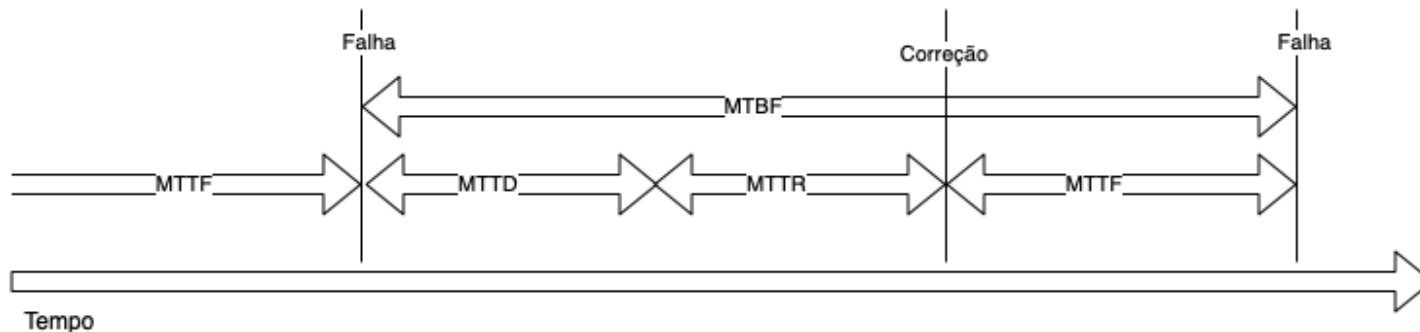 Falha
Correção
Falha
MTBF
MTTF
MTTD
MTTR
MTTF
Tempo